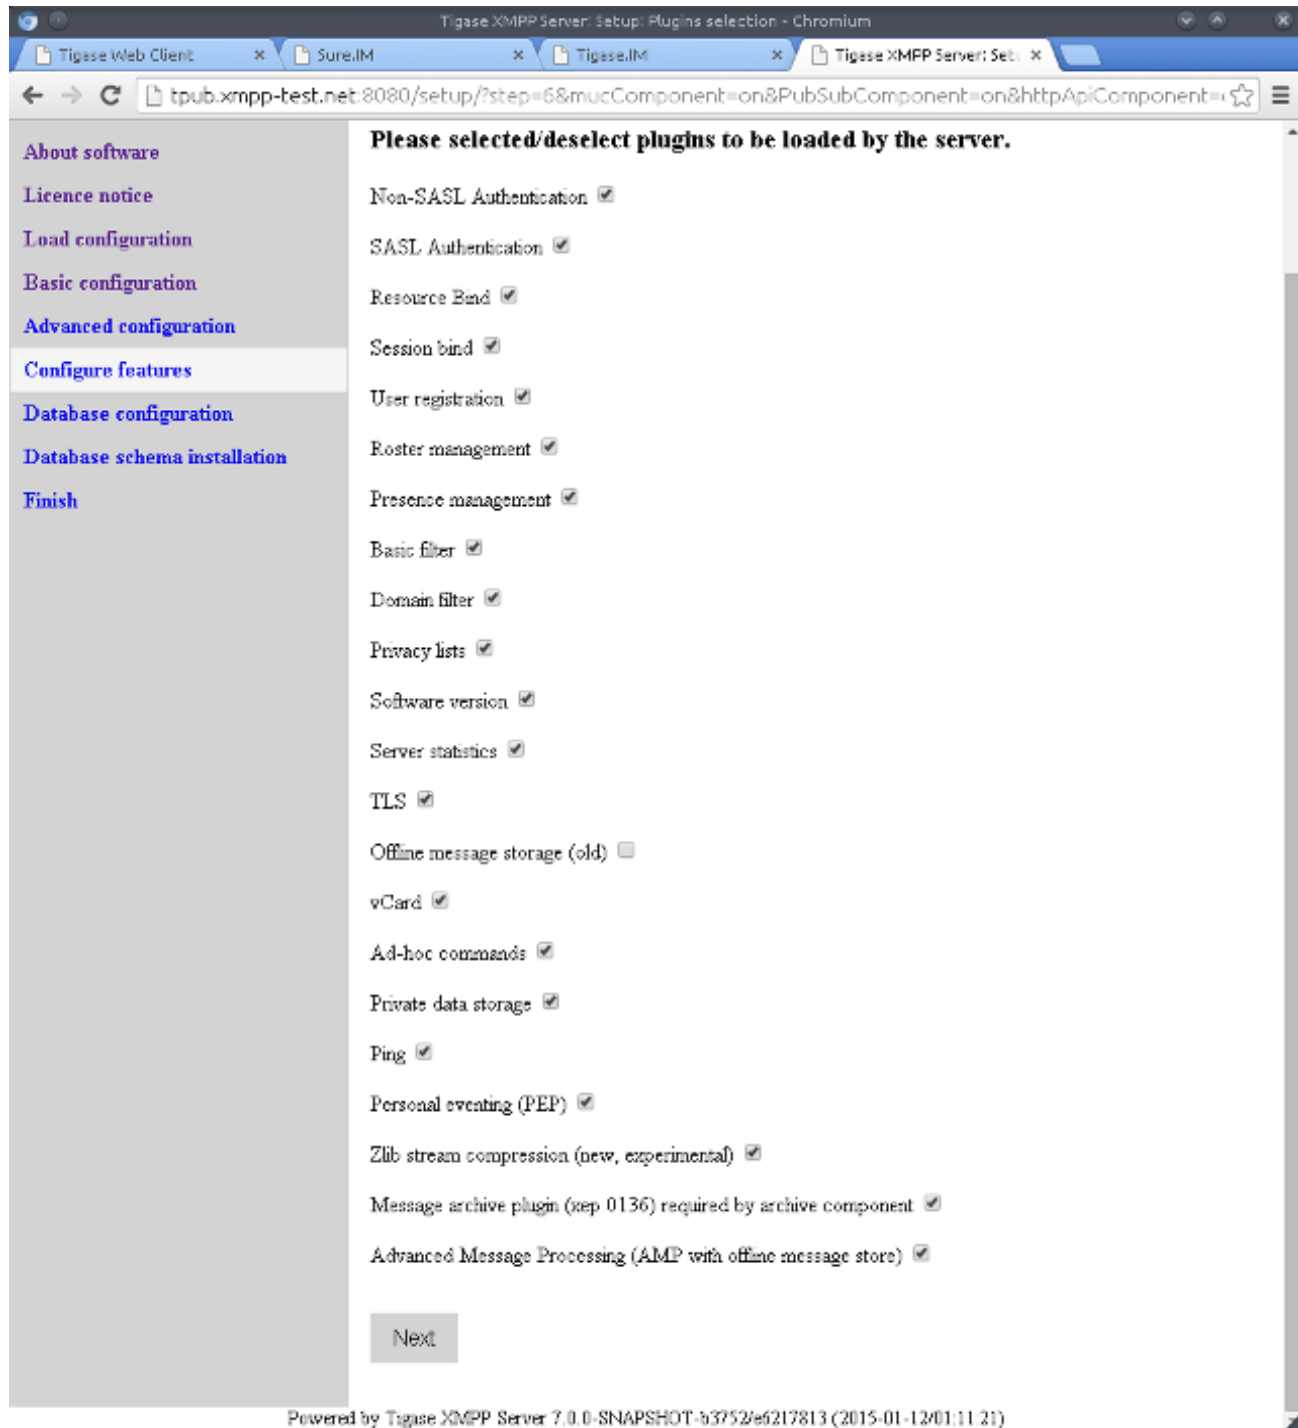 Tigase XMPP Server: Setup: Plugins selection - Chromium
Tigase Web Client
Sure.IM
Tigase.IM
Tigase XMPP Server: Setu
tpub.xmpp-test.net:8080/setup/?step=6&mucComponent=on&PubSubComponent=on&httpApiComponent=
About software
Licence notice
Load configuration
Basic configuration
Advanced configuration
Configure features
Database configuration
Database schema installation
Finish
Please selected/deselect plugins to be loaded by the server.
Non-SASL Authentication
SASL Authentication
Resource Bind
Session bind
User registration
Roster management
Presence management
Basic filter
Domain filter
Privacy lists
Software version
Server statistics
TLS
Offline message storage (old)
vCard
Ad-hoc commands
Private data storage
Ping
Personal eventing (PEP)
Zlib stream compression (new, experimental)
Message archive plugin (xep 0136) required by archive component
Advanced Message Processing (AMP with offline message store)
Next
Powered by Tigase XMPP Server 7.0.0-SNAPSHOT-b3752/e6217813 (2015-01-12/01:11:21)